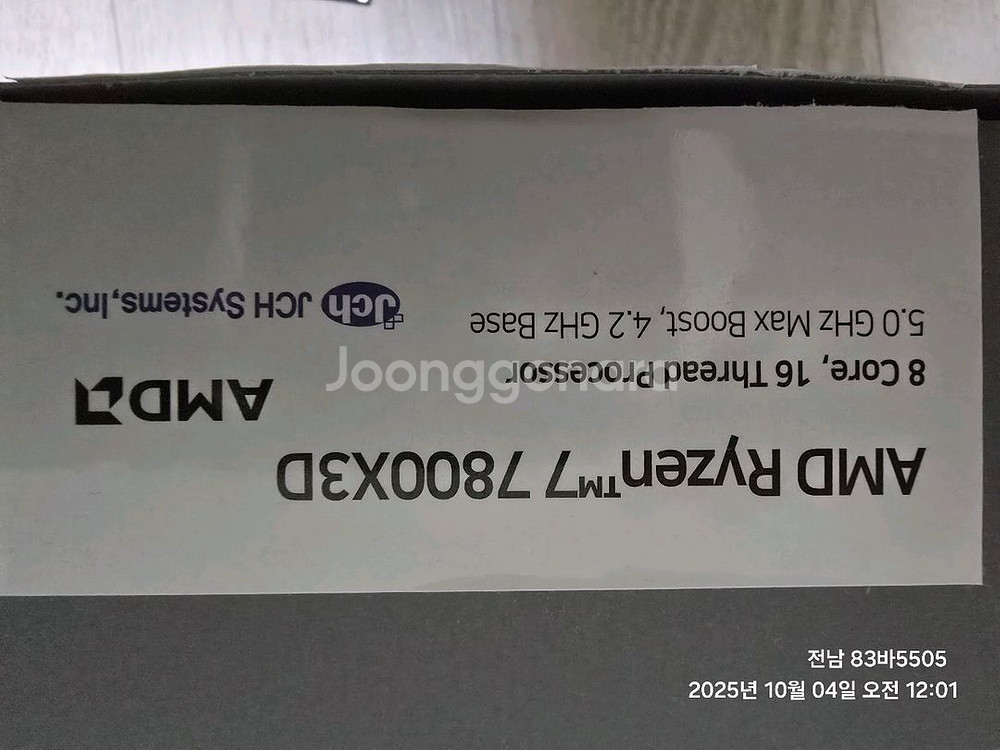 AMD Ryzen™ 7 7800X3D
8 Core, 16 Thread Processor
5.0 GHz Max Boost, 4.2 GHz Base
AMD
Jch JCH Systems,Inc.
Joonggonara
전남 83바5505
2025년 10월 04일 오전 12:01